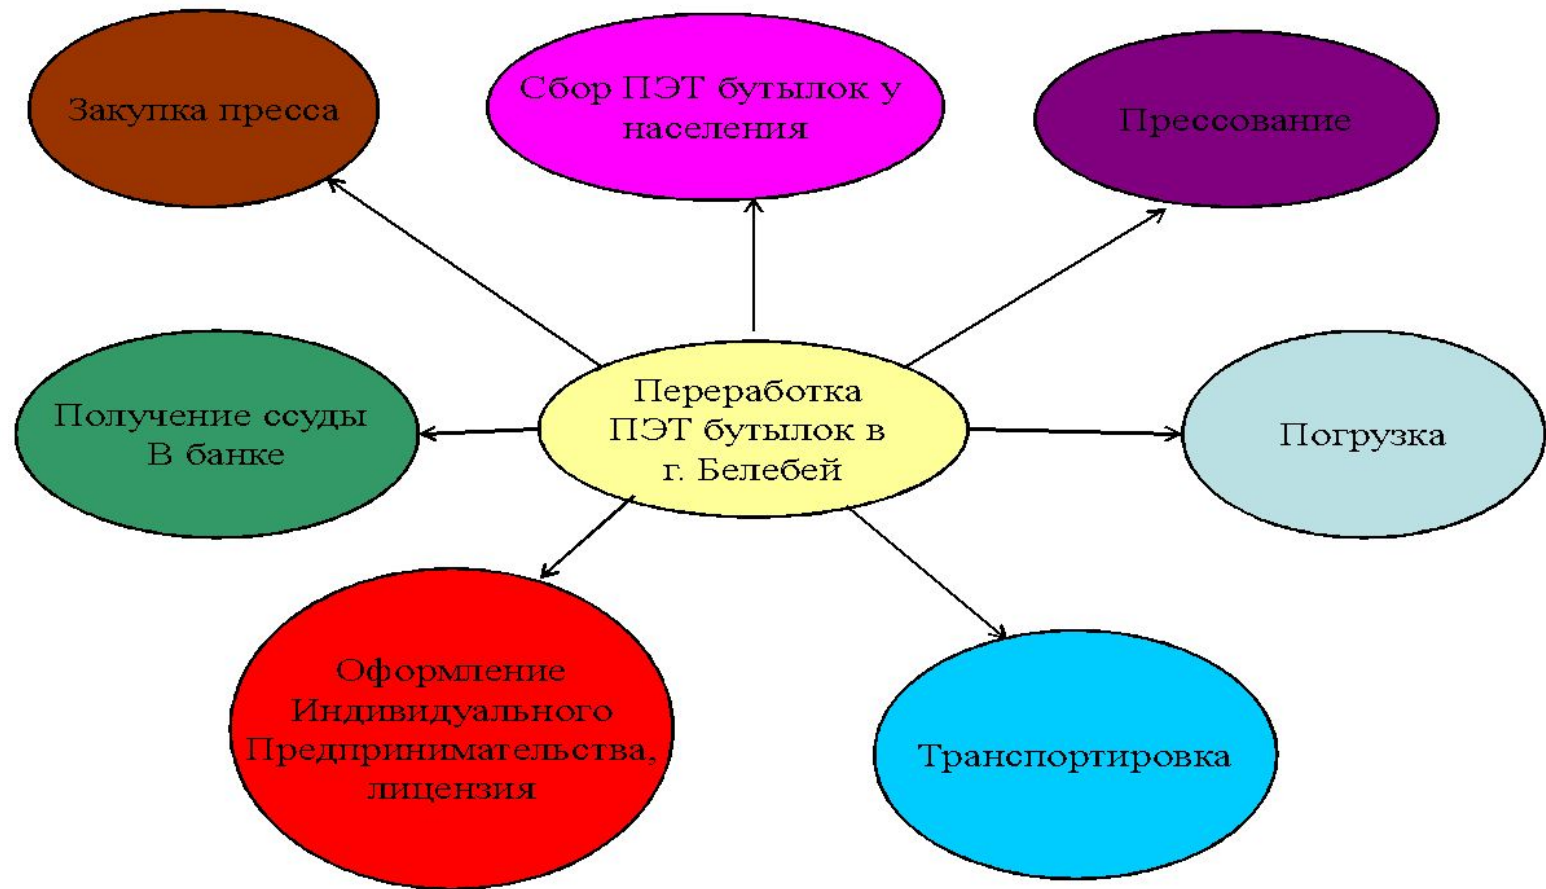 Закупка пресса
Сбор ПЭТ бутылок у
населения
Прессование
Получение ссуды
В банке
Переработка
ПЭТ бутылок в
г. Белебей
Погрузка
Оформление
Индивидуального
Предпринимательства,
лицензия
Транспортировка